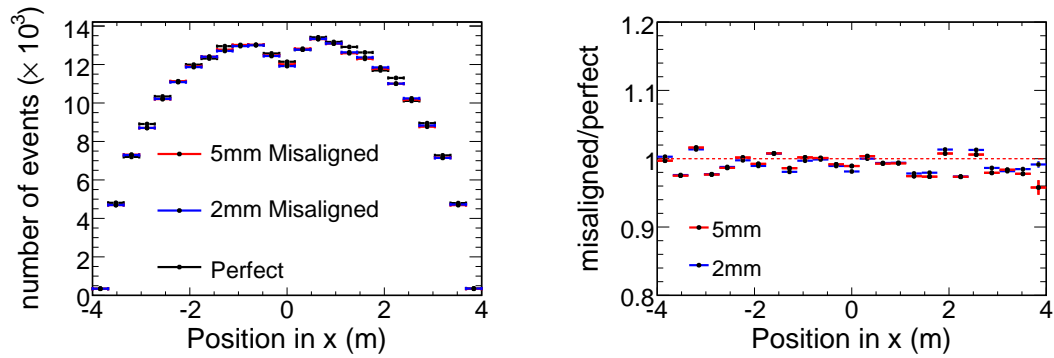 number of events (× 10³)
14
12
10
8
6
4
2
0
5mm Misaligned
2mm Misaligned
Perfect
-4 -2 0 2 4
Position in x (m)
misaligned/perfect
1.2
1.1
1
0.9
0.8
5mm
2mm
-4 -2 0 2 4
Position in x (m)